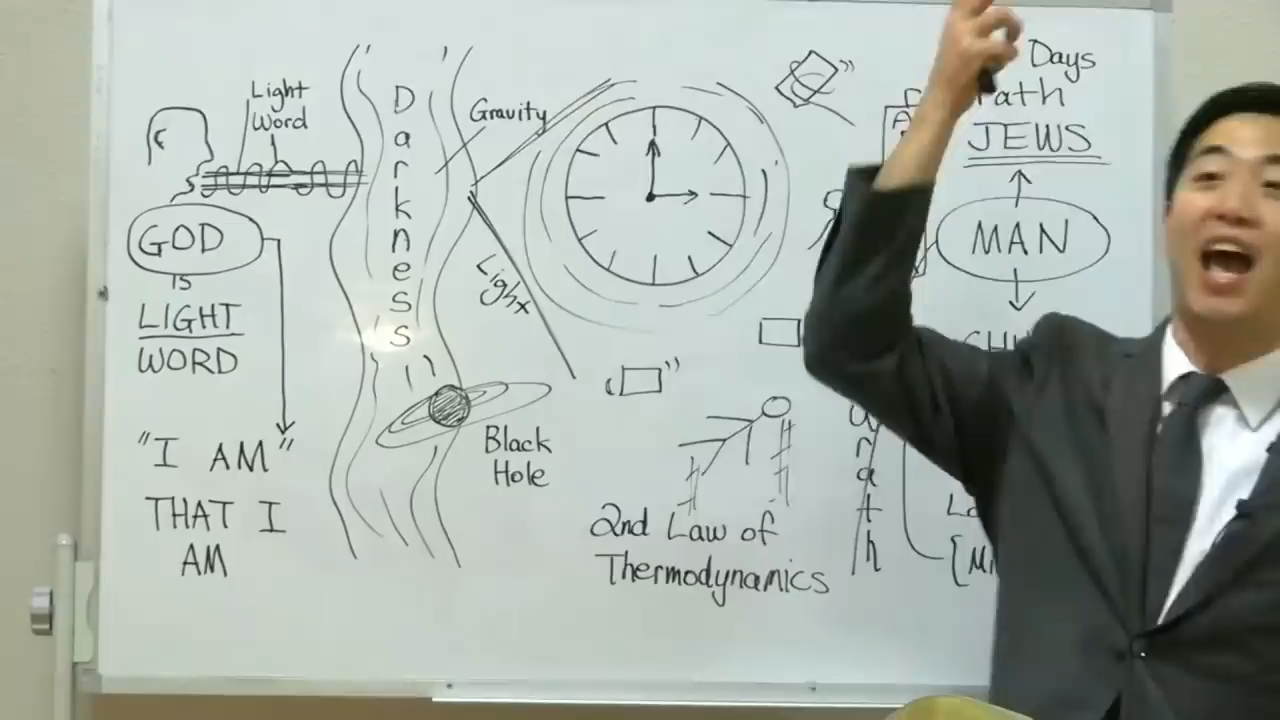 Light
Word
GOD
IS
LIGHT
WORD
"I AM"
THAT I
AM
Darkness
Gravity
Light
Black
Hole
2nd Law of
Thermodynamics
Days
JEWS
MAN